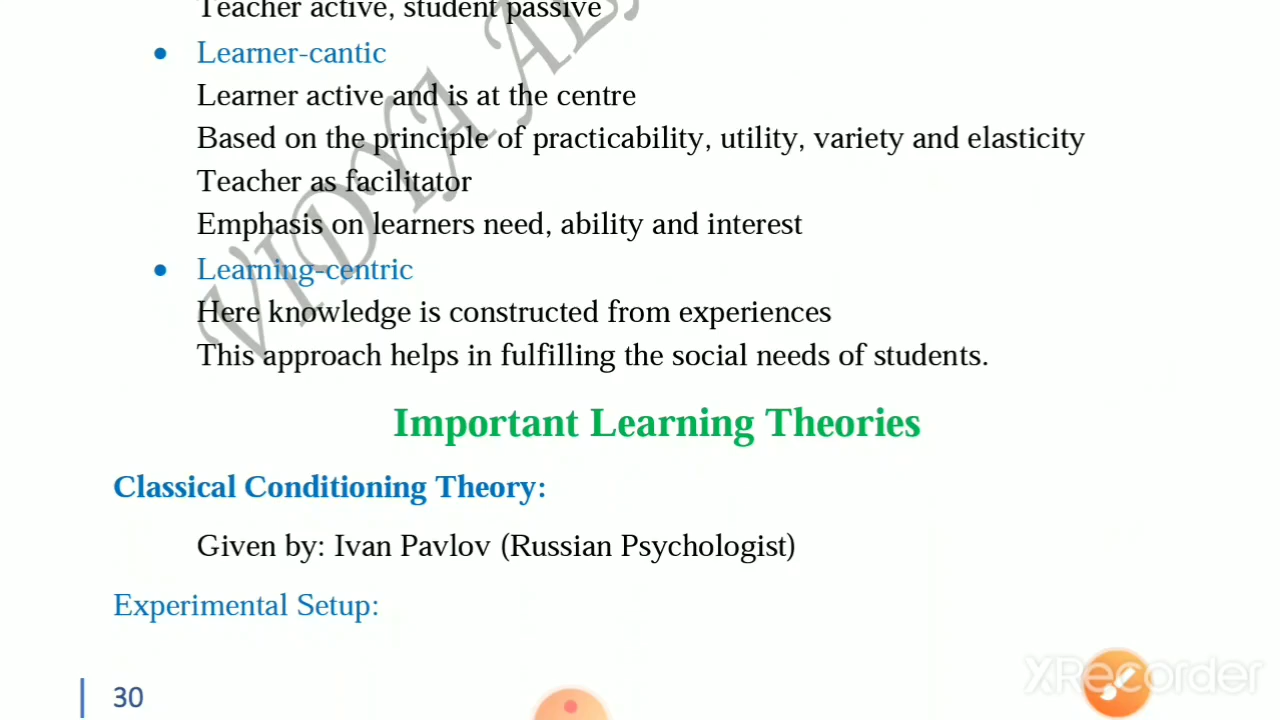 Teacher active, student passive
Learner-cantic
Learner active and is at the centre
Based on the principle of practicability, utility, variety and elasticity
Teacher as facilitator
Emphasis on learners need, ability and interest
Learning-centric
Here knowledge is constructed from experiences
This approach helps in fulfilling the social needs of students.
Important Learning Theories
Classical Conditioning Theory:
Given by: Ivan Pavlov (Russian Psychologist)
Experimental Setup:
30
XRecorder
VIDYA